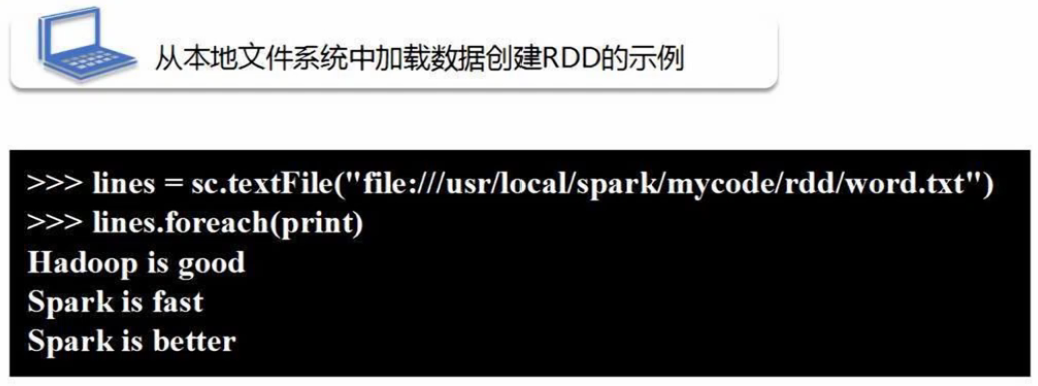 从本地文件系统中加载数据创建RDD的示例
>>> lines = sc.textFile("file:///usr/local/spark/mycode/rdd/word.txt")
>>> lines.foreach(print)
Hadoop is good
Spark is fast
Spark is better